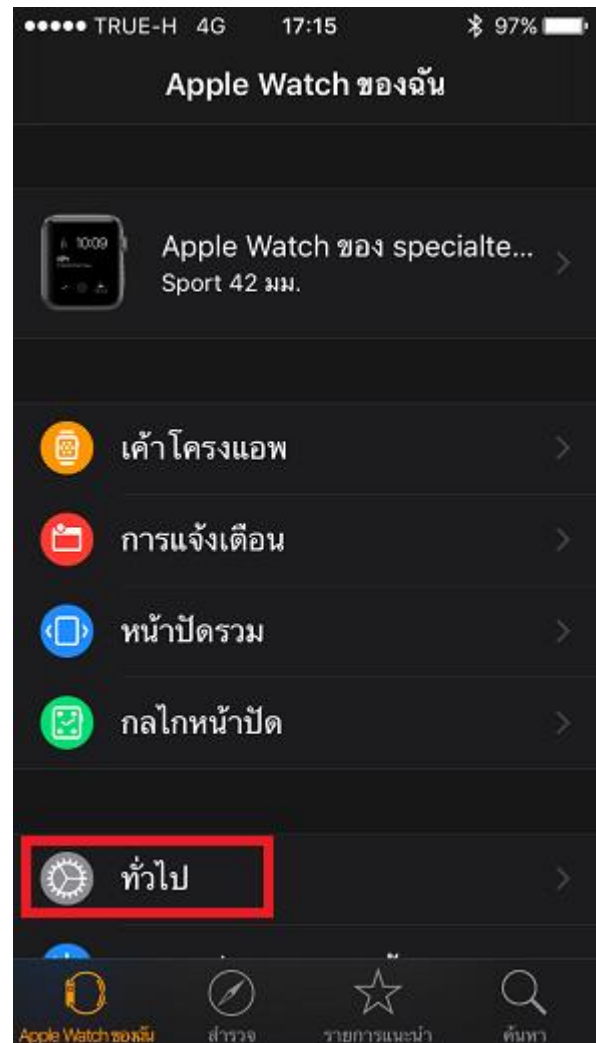 TRUE-H 4G 17:15 97%
Apple Watch ของฉัน
10:09
Apple Watch ของ specialte...
Sport 42 มม.
เค้าโครงแอพ
การแจ้งเตือน
หน้าปัดรวม
กลไกหน้าปัด
ทั่วไป
Apple Watch ของฉัน สำรวจ รายการแนะนำ ค้นหา